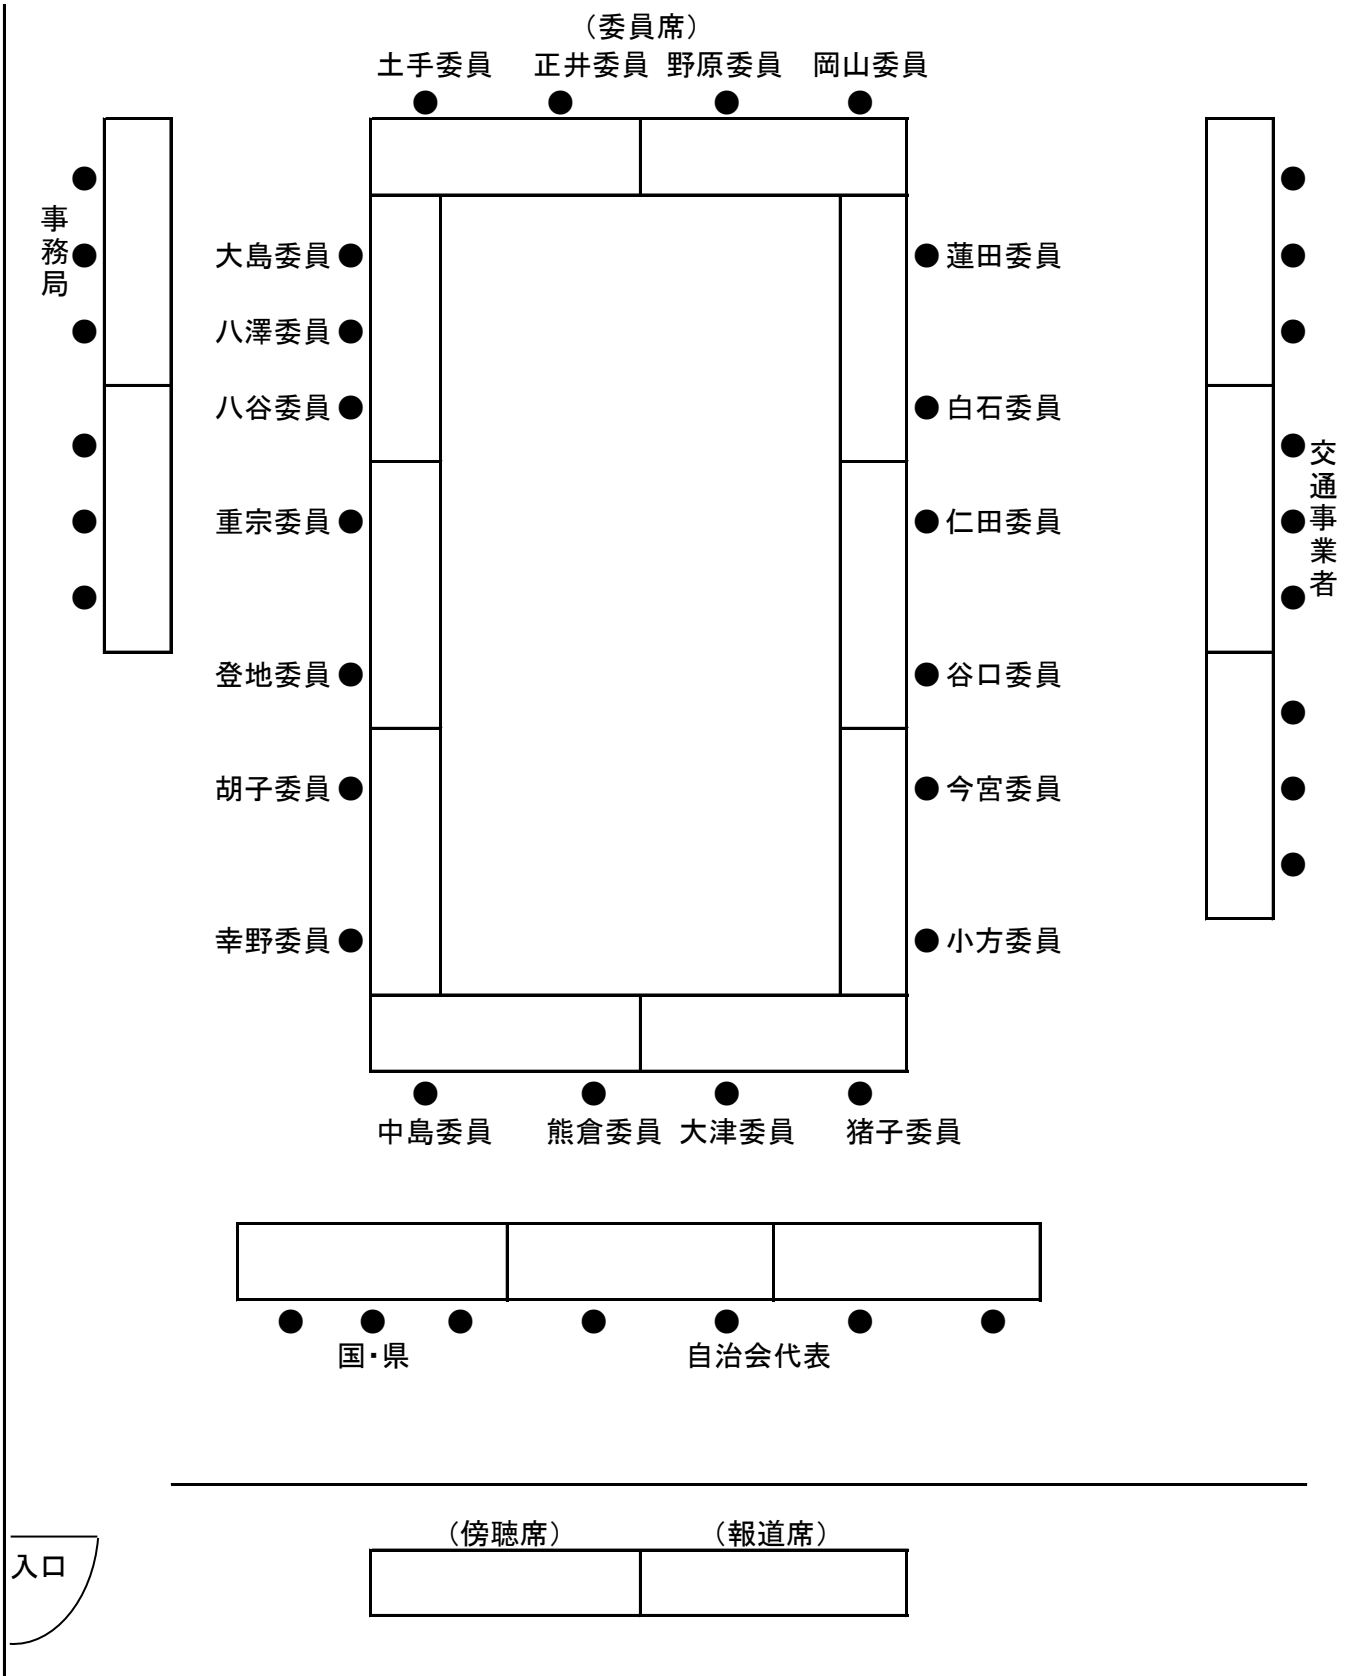 （委員席）
土手委員 正井委員 野原委員 岡山委員
事務局
大島委員 蓮田委員
八澤委員
八谷委員 白石委員
交通事業者
重宗委員 仁田委員
登地委員 谷口委員
胡子委員 今宮委員
幸野委員 小方委員
中島委員 熊倉委員 大津委員 猪子委員
国・県 自治会代表
（傍聴席） （報道席）
入口